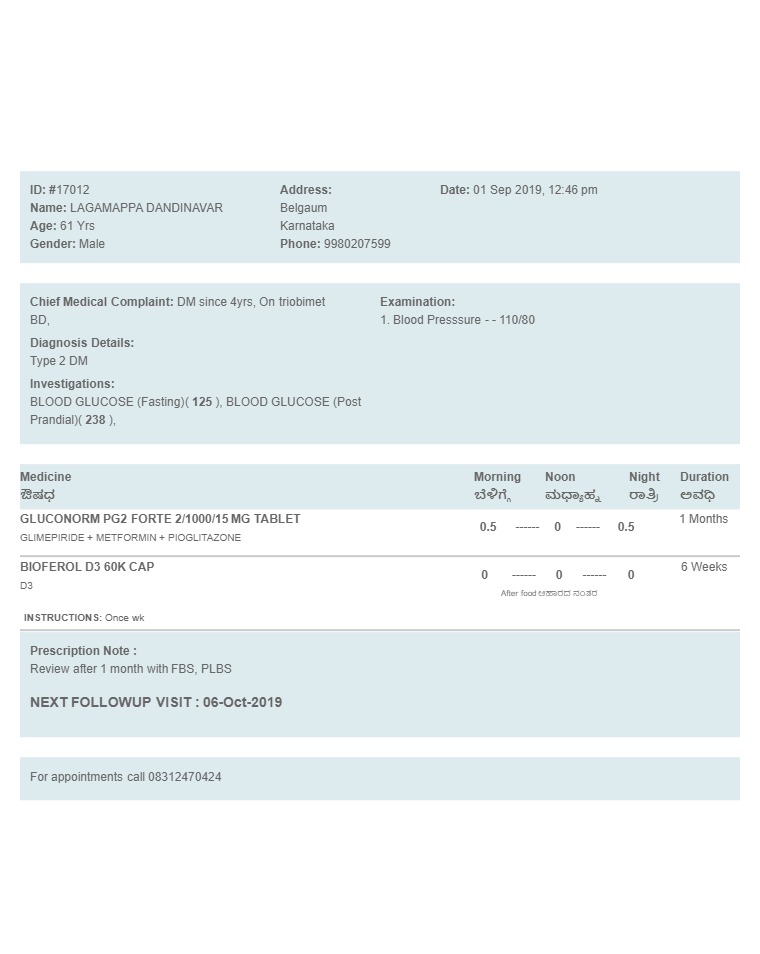 ID: #17012
Name: LAGAMAPPA DANDINAVAR
Age: 61 Yrs
Gender: Male
Address:
Belgaum
Karnataka
Phone: 9980207599
Date: 01 Sep 2019, 12:46 pm
Chief Medical Complaint: DM since 4yrs, On triobimet
BD,
Diagnosis Details:
Type 2 DM
Investigations:
BLOOD GLUCOSE (Fasting)( 125 ), BLOOD GLUCOSE (Post
Prandial)( 238 ),
Examination:
1. Blood Presssure - - 110/80
Medicine Morning Noon Night Duration
ಔಷಧ ಬೆಳಿಗ್ಗೆ ಮಧ್ಯಾಹ್ನ ರಾತ್ರಿ ಅವಧಿ
GLUCONORM PG2 FORTE 2/1000/15 MG TABLET 0.5 ------ 0 ------ 0.5 1 Months
GLIMEPIRIDE + METFORMIN + PIOGLITAZONE
BIOFEROL D3 60K CAP 0 ------ 0 ------ 0 6 Weeks
D3
After food ಆಹಾರದ ನಂತರ
INSTRUCTIONS: Once wk
Prescription Note :
Review after 1 month with FBS, PLBS
NEXT FOLLOWUP VISIT : 06-Oct-2019
For appointments call 08312470424